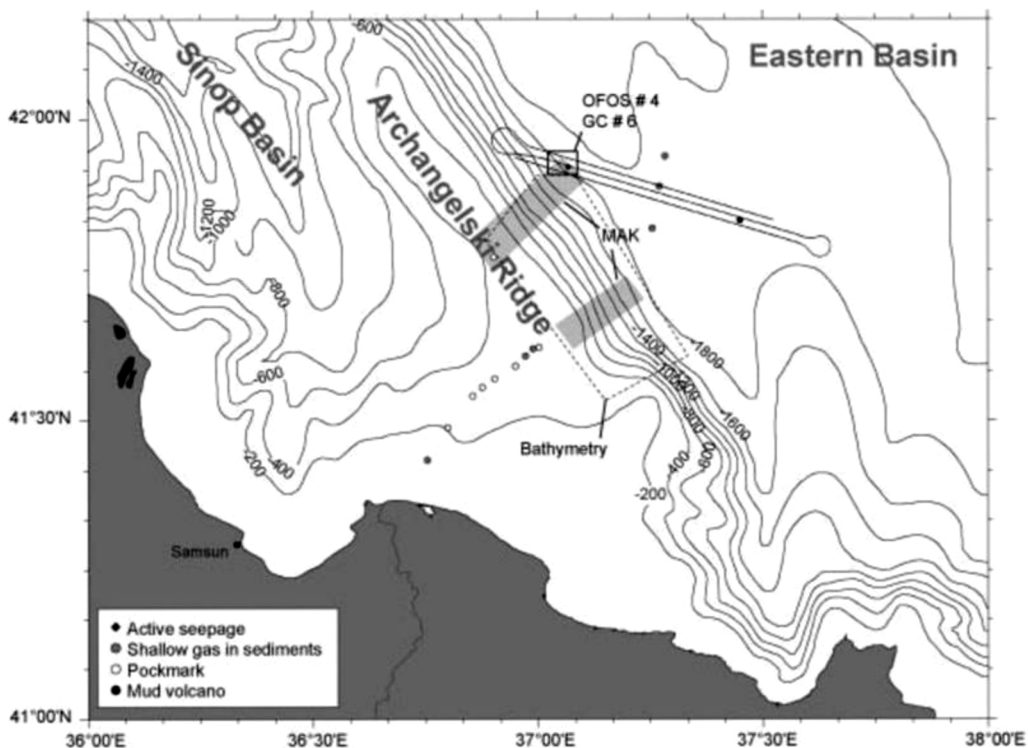 -600
Eastern Basin
Sinop Basin
-1400
Archangelski Ridge
OFOS # 4
GC # 6
42°00'N
-1200
-1000
MAK
-800
-600
-1400
-1800
-1600
-800
-600
-400
-200
41°30'N
Bathymetry
-200
-400
Samsun
Active seepage
Shallow gas in sediments
Pockmark
Mud volcano
41°00'N
36°00'E
36°30'E
37°00'E
37°30'E
38°00'E